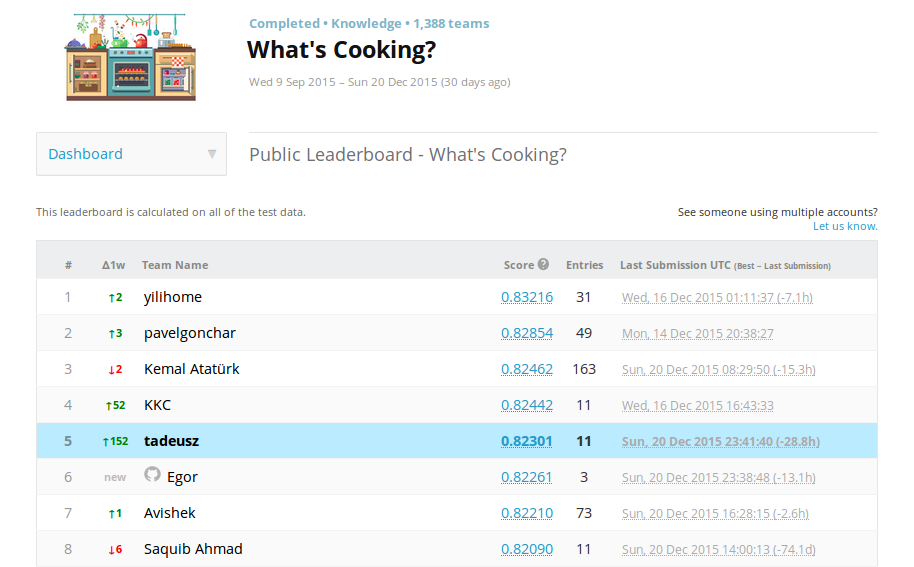 Completed • Knowledge • 1,388 teams
What's Cooking?
Wed 9 Sep 2015 – Sun 20 Dec 2015 (30 days ago)
Dashboard ▼
Public Leaderboard - What's Cooking?
This leaderboard is calculated on all of the test data.
See someone using multiple accounts?
Let us know.
# Δ1w Team Name Score ? Entries Last Submission UTC (Best – Last Submission)
1 ↑2 yilihome 0.83216 31 Wed, 16 Dec 2015 01:11:37 (-7.1h)
2 ↑3 pavelgonchar 0.82854 49 Mon, 14 Dec 2015 20:38:27
3 ↓2 Kemal Atatürk 0.82462 163 Sun, 20 Dec 2015 08:29:50 (-15.3h)
4 ↑52 KKC 0.82442 11 Wed, 16 Dec 2015 16:43:33
5 ↑152 tadeusz 0.82301 11 Sun, 20 Dec 2015 23:41:40 (-28.8h)
6 new Egor 0.82261 3 Sun, 20 Dec 2015 23:38:48 (-13.1h)
7 ↑1 Avishek 0.82210 73 Sun, 20 Dec 2015 16:28:15 (-2.6h)
8 ↓6 Saquib Ahmad 0.82090 11 Sun, 20 Dec 2015 14:00:13 (-74.1d)